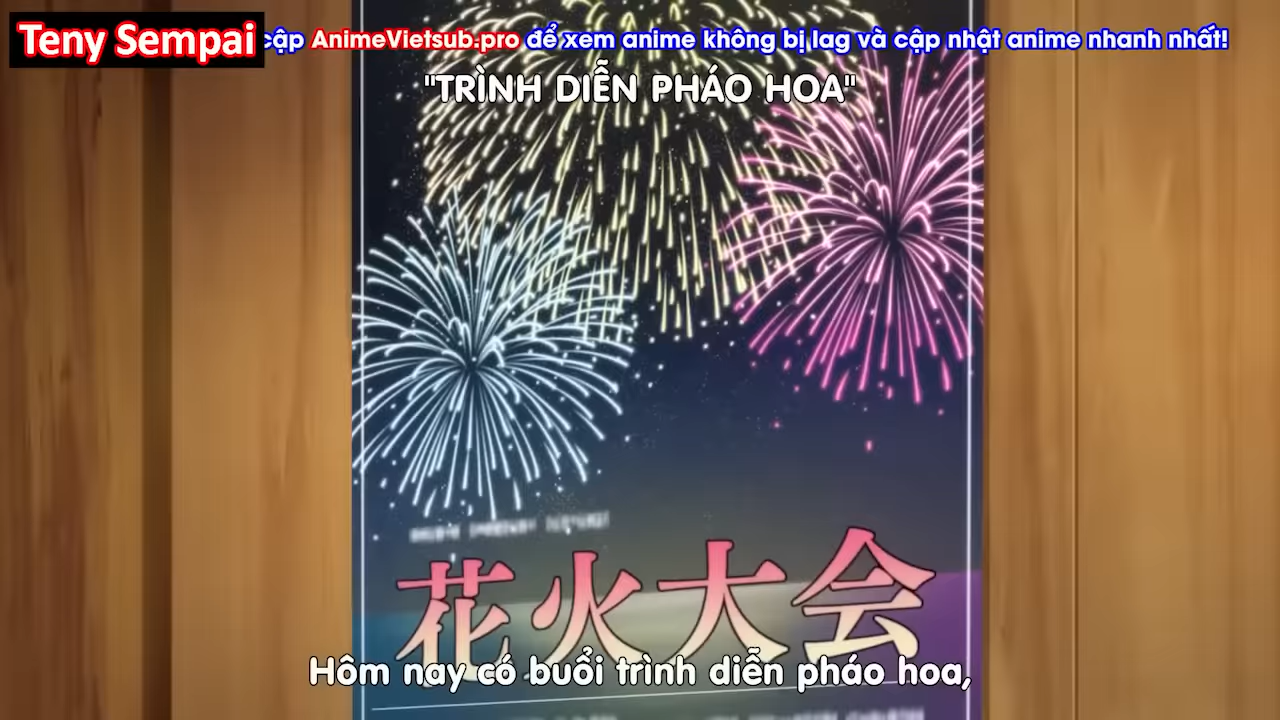 Teny Sempai cập AnimeVietsub.pro để xem anime không bị lag và cập nhật anime nhanh nhất!
"TRÌNH DIỄN PHÁO HOA"
花火大会
Hôm nay có buổi trình diễn pháo hoa,